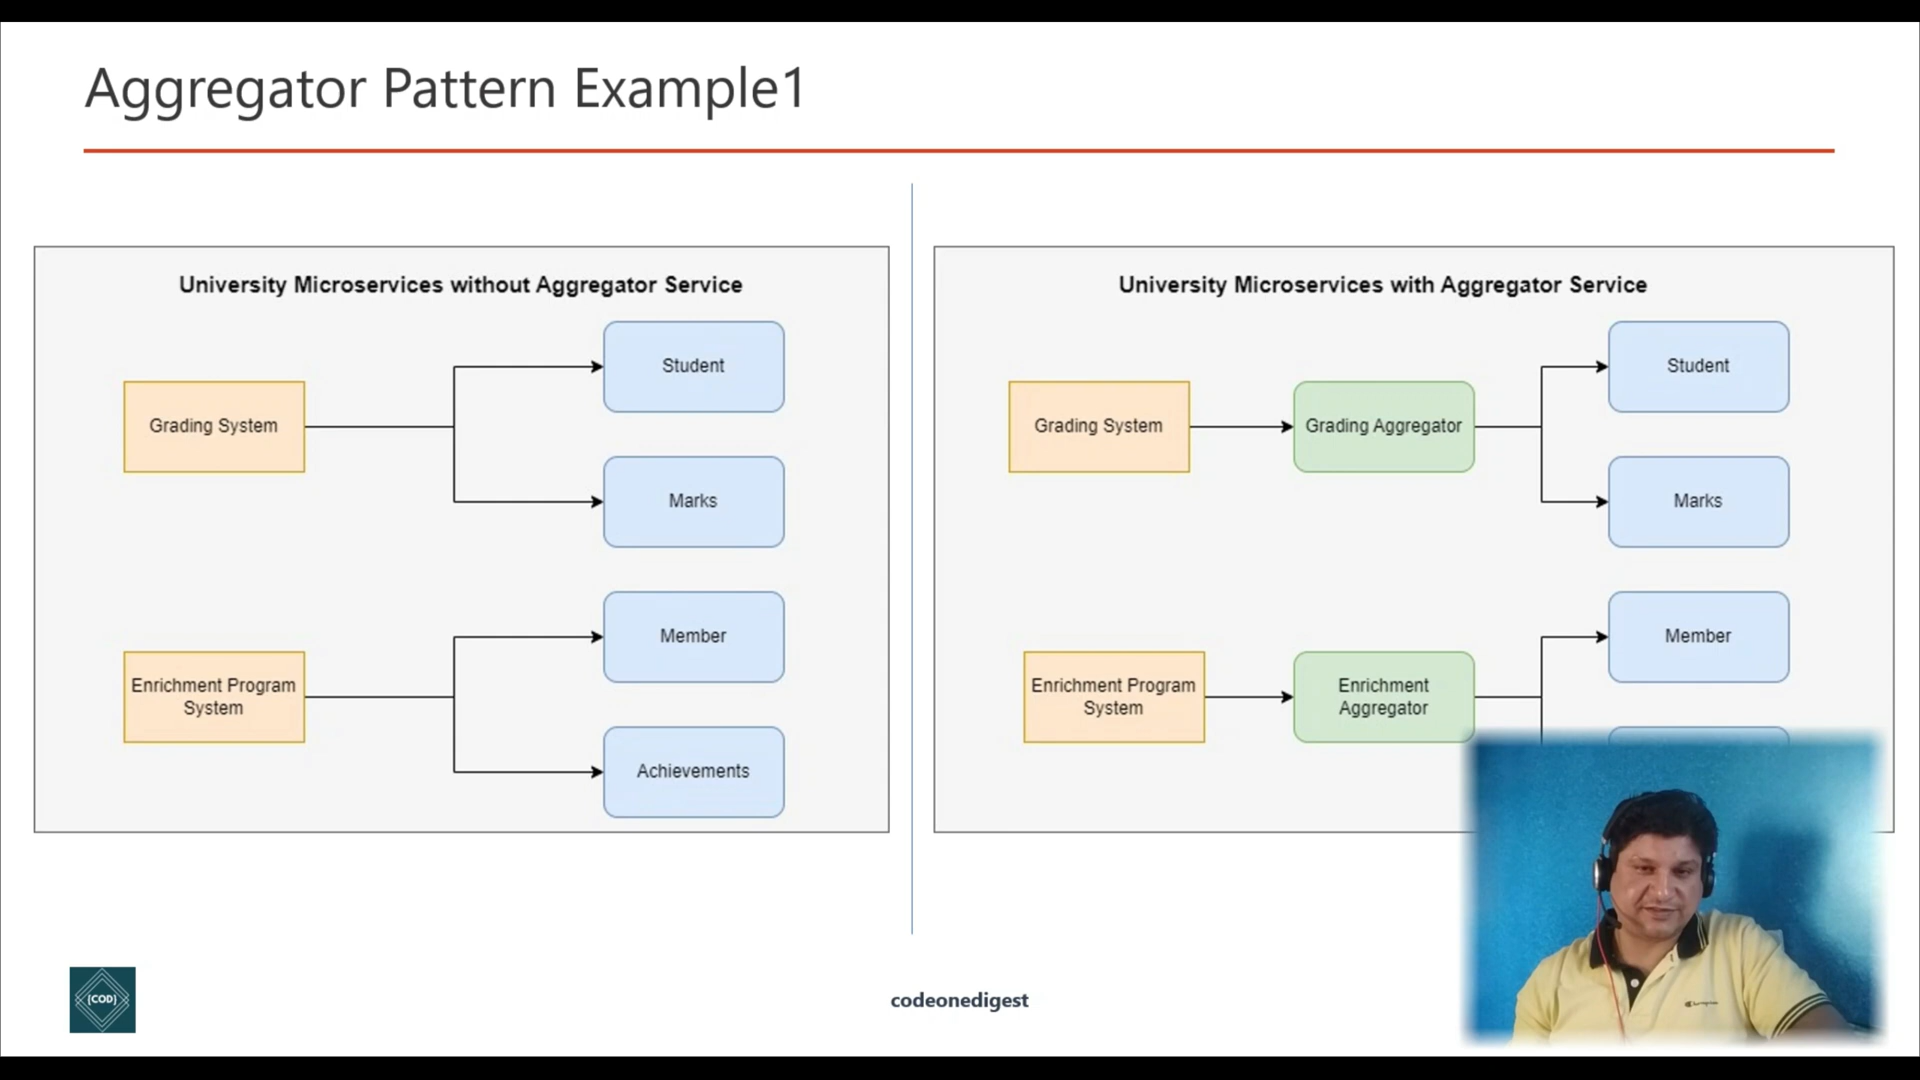 Aggregator Pattern Example1
University Microservices without Aggregator Service
Grading System
Student
Marks
Enrichment Program
System
Member
Achievements
University Microservices with Aggregator Service
Grading System
Grading Aggregator
Student
Marks
Enrichment Program
System
Enrichment
Aggregator
Member
{COD}
codeonedigest
Champion